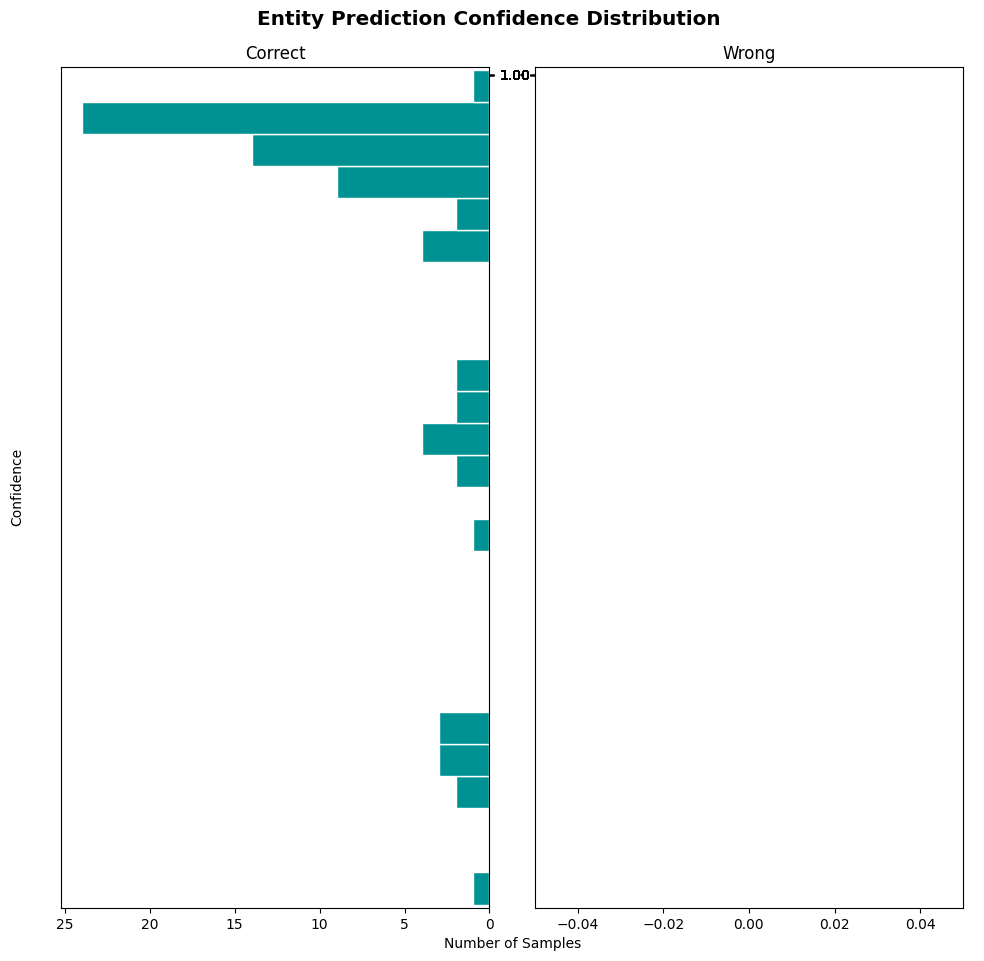 Entity Prediction Confidence Distribution
Correct
Wrong
1.00
Confidence
25 20 15 10 5 0
−0.04 −0.02 0.00 0.02 0.04
Number of Samples